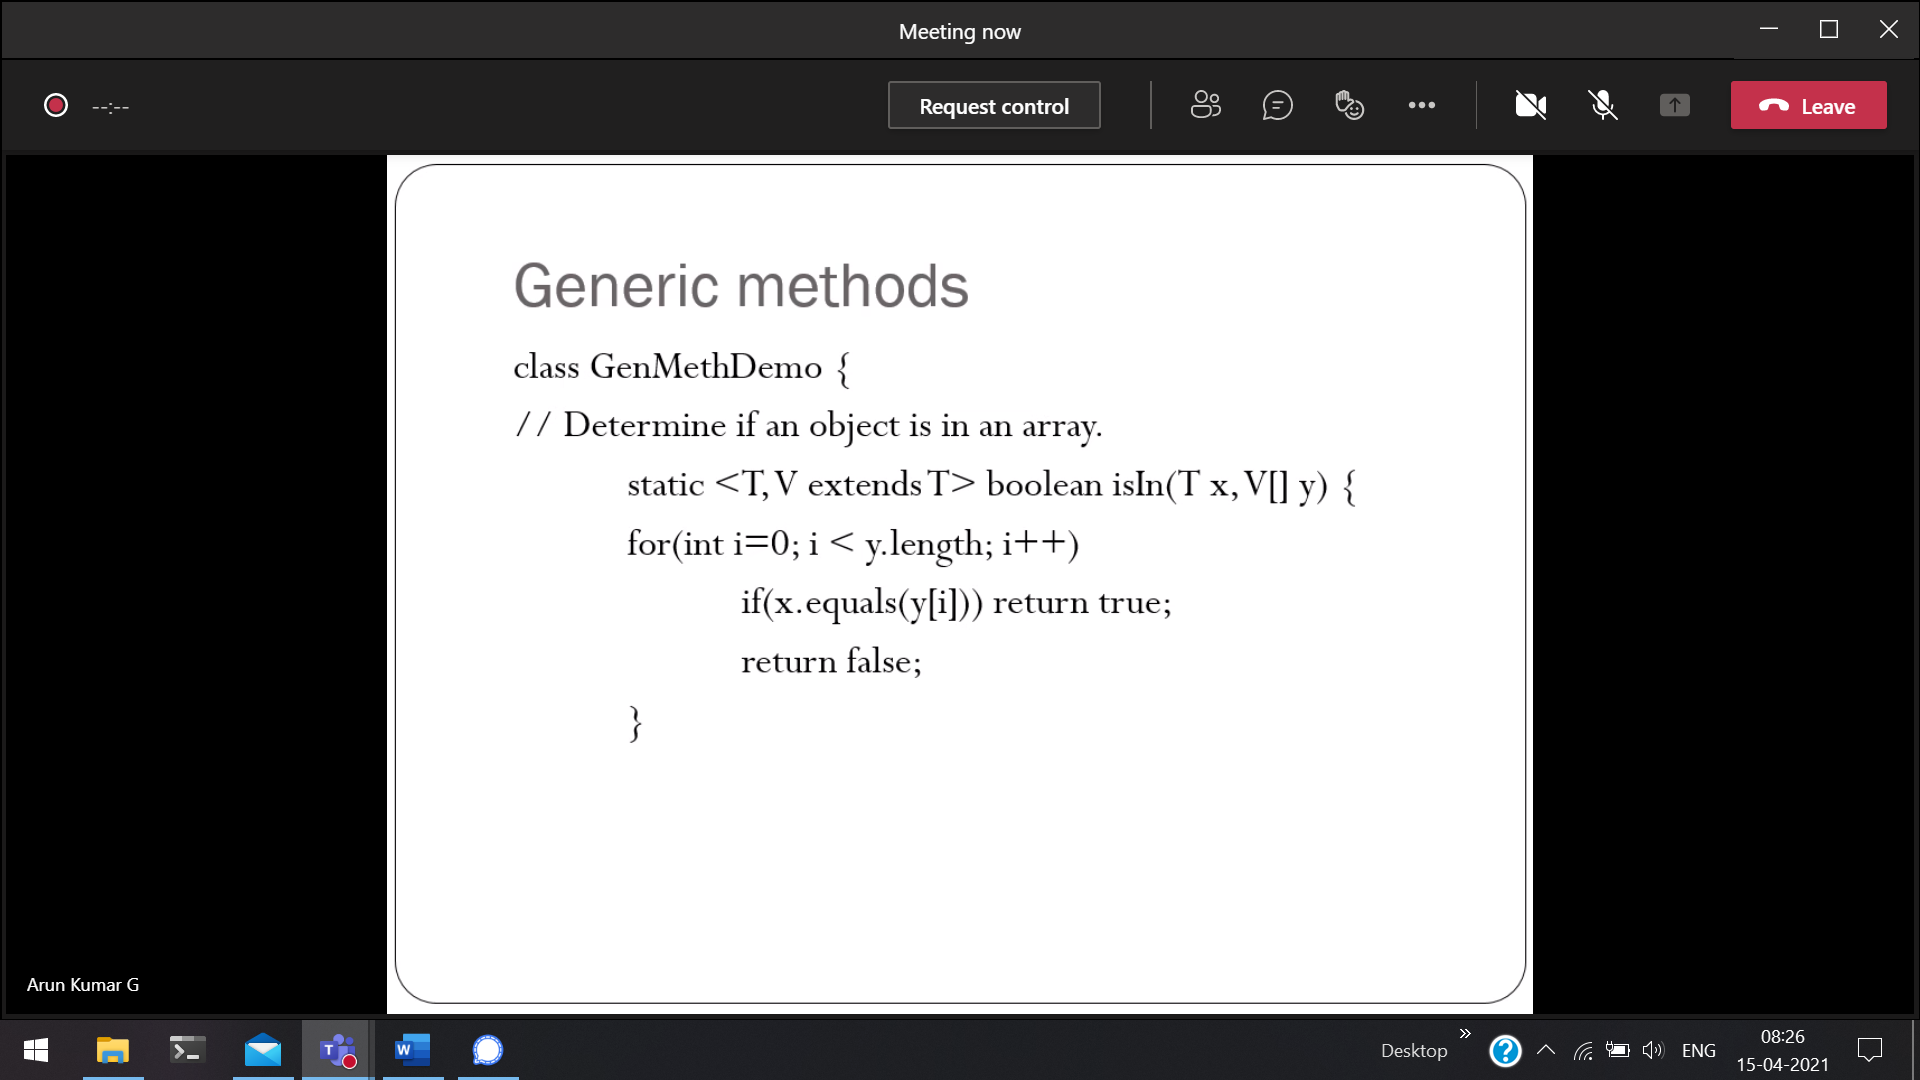 Meeting now
--:--
Request control
Leave
Generic methods
class GenMethDemo {
// Determine if an object is in an array.
static <T, V extends T> boolean isIn(T x, V[] y) {
for(int i=0; i < y.length; i++)
if(x.equals(y[i])) return true;
return false;
}
Arun Kumar G
Desktop
ENG
08:26
15-04-2021